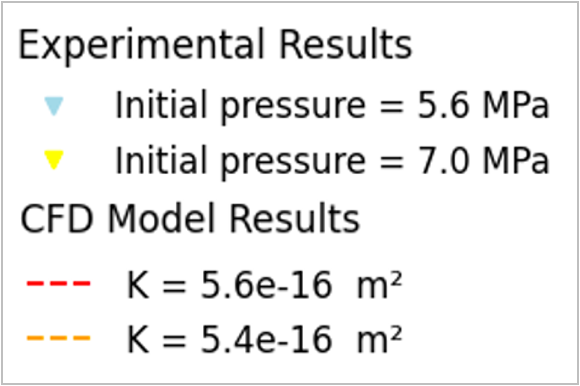 Experimental Results
Initial pressure = 5.6 MPa
Initial pressure = 7.0 MPa
CFD Model Results
K = 5.6e-16 m²
K = 5.4e-16 m²